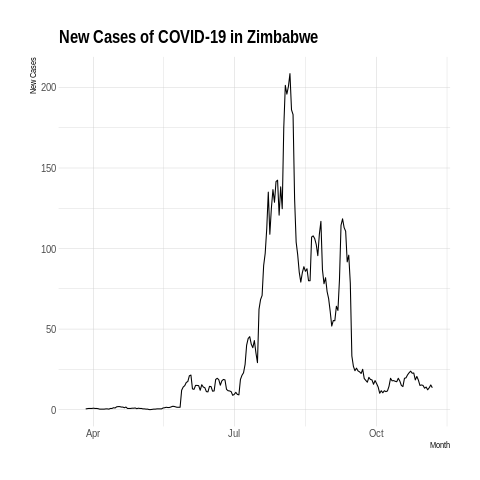 New Cases of COVID-19 in Zimbabwe
New Cases
200
150
100
50
0
Apr
Jul
Oct
Month